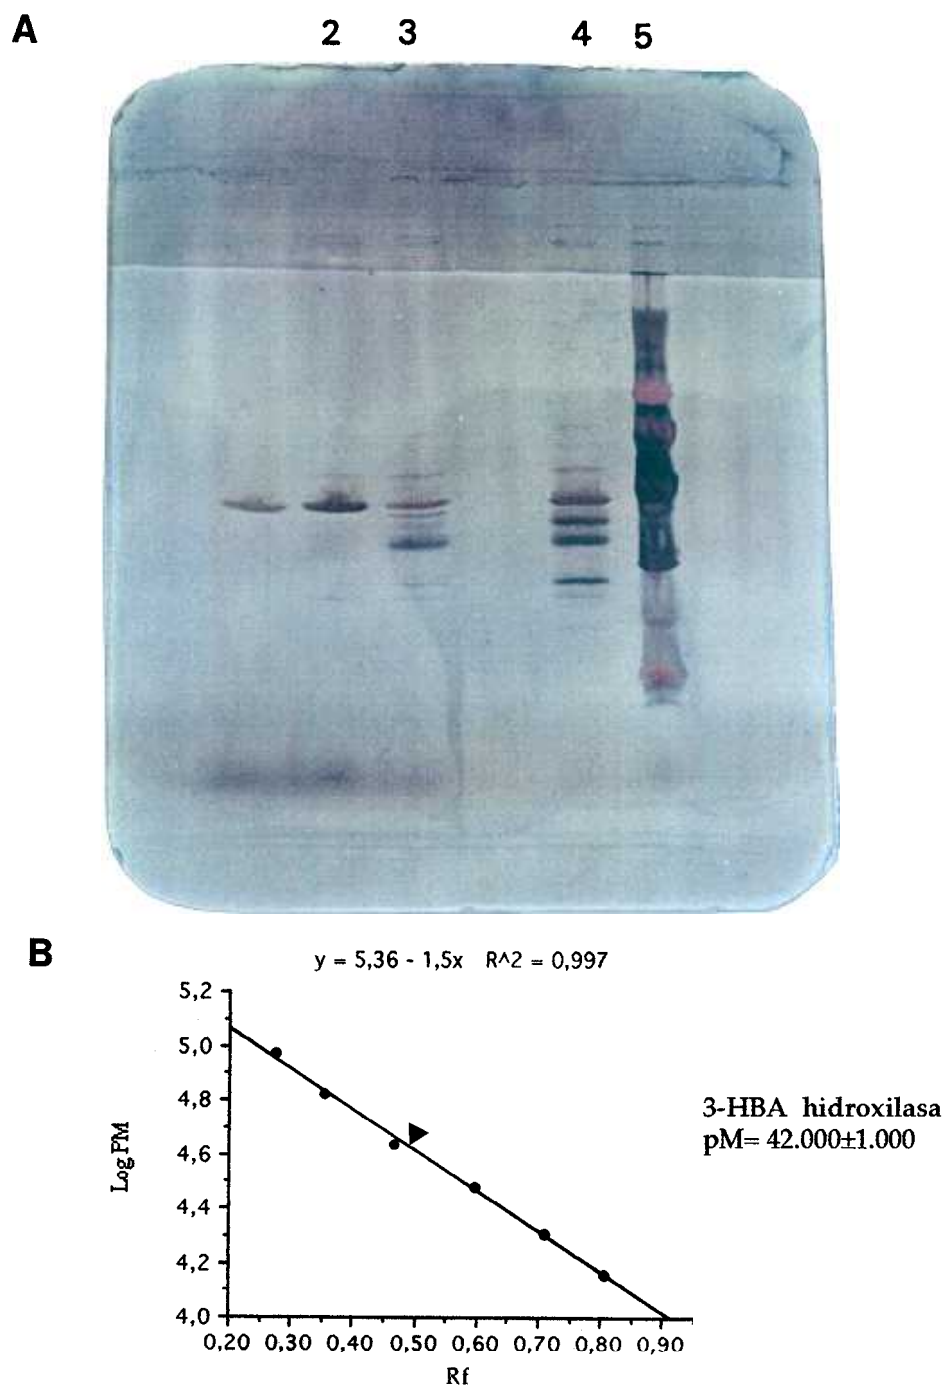 A
2 3 4 5
B
y = 5,36 - 1,5x R^2 = 0,997
5,2
5,0
4,8
4,6
4,4
4,2
4,0
Log PM
0,20 0,30 0,40 0,50 0,60 0,70 0,80 0,90
Rf
3-HBA hidroxilasa
pM= 42.000±1.000